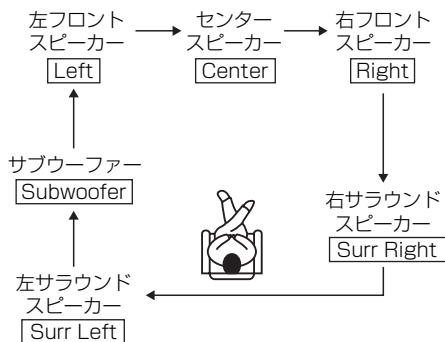 左フロント
スピーカー
Left
センター
スピーカー
Center
右フロント
スピーカー
Right
サブウーファー
Subwoofer
右サラウンド
スピーカー
Surr Right
左サラウンド
スピーカー
Surr Left